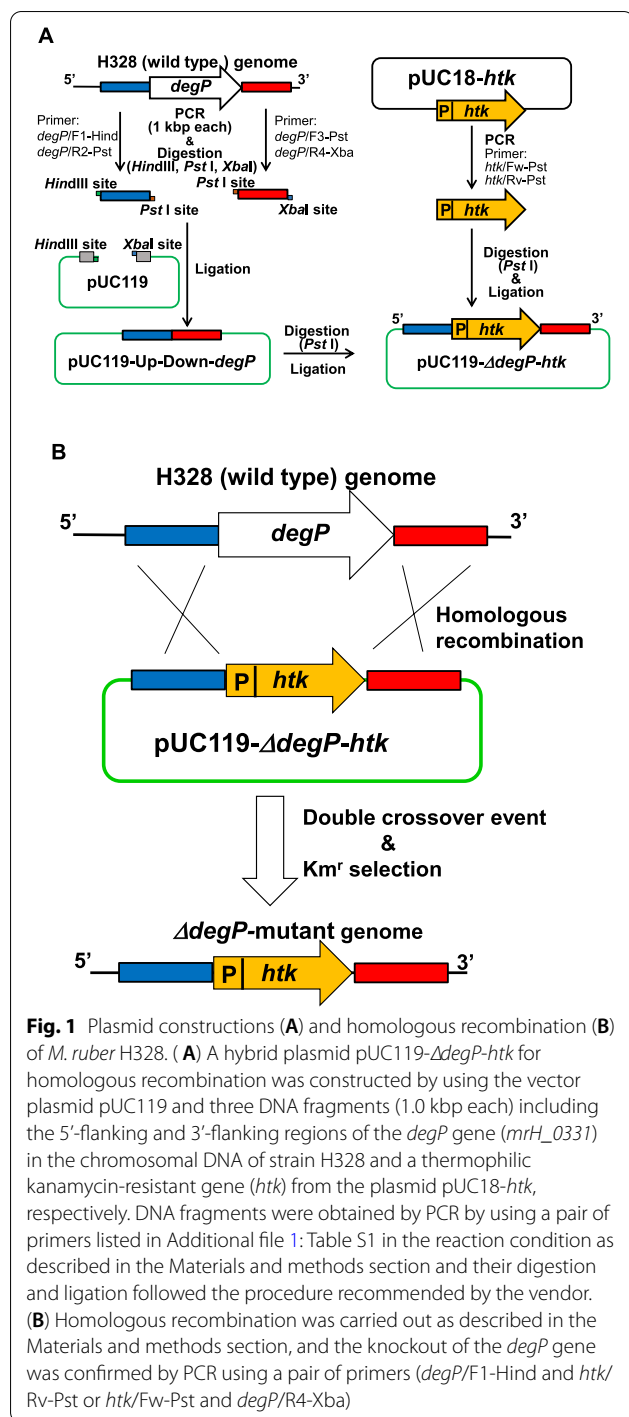 A
H328 (wild type ) genome
5’ degP 3’
Primer:
degP/F1-Hind
degP/R2-Pst
PCR
(1 kbp each)
&
Digestion
(HindIII, Pst I, XbaI)
Primer:
degP/F3-Pst
degP/R4-Xba
HindIII site
Pst I site
Pst I site
XbaI site
HindIII site
XbaI site
pUC119
Ligation
pUC119-Up-Down-degP
Digestion
(Pst I)
Ligation
pUC18-htk
P htk
PCR
Primer:
htk/Fw-Pst
htk/Rv-Pst
P htk
Digestion
(Pst I)
&
Ligation
5’ P htk 3’
pUC119-ΔdegP-htk
B
H328 (wild type) genome
5’ degP 3’
Homologous
recombination
P htk
pUC119-ΔdegP-htk
Double crossover event
&
Kmr selection
ΔdegP-mutant genome
5’ P htk 3’
Fig. 1 Plasmid constructions (A) and homologous recombination (B)
of M. ruber H328. ( A) A hybrid plasmid pUC119-ΔdegP-htk for
homologous recombination was constructed by using the vector
plasmid pUC119 and three DNA fragments (1.0 kbp each) including
the 5’-flanking and 3’-flanking regions of the degP gene (mrH_0331)
in the chromosomal DNA of strain H328 and a thermophilic
kanamycin-resistant gene (htk) from the plasmid pUC18-htk,
respectively. DNA fragments were obtained by PCR by using a pair of
primers listed in Additional file 1: Table S1 in the reaction condition as
described in the Materials and methods section and their digestion
and ligation followed the procedure recommended by the vendor.
(B) Homologous recombination was carried out as described in the
Materials and methods section, and the knockout of the degP gene
was confirmed by PCR using a pair of primers (degP/F1-Hind and htk/
Rv-Pst or htk/Fw-Pst and degP/R4-Xba)